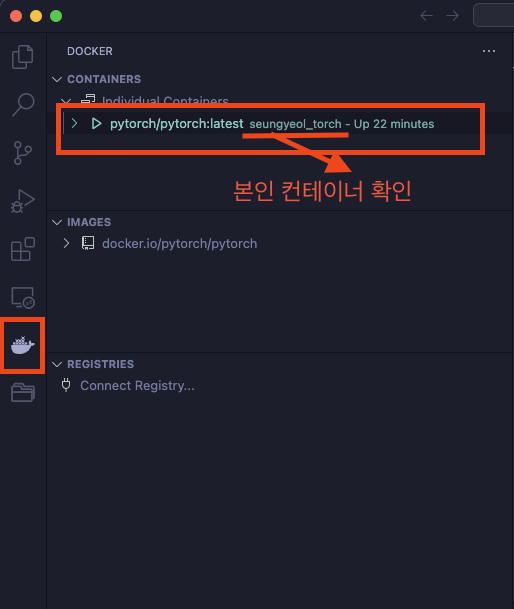 DOCKER
CONTAINERS
Individual Containers
pytorch/pytorch:latest seungyeol_torch - Up 22 minutes
본인 컨테이너 확인
IMAGES
docker.io/pytorch/pytorch
REGISTRIES
Connect Registry...